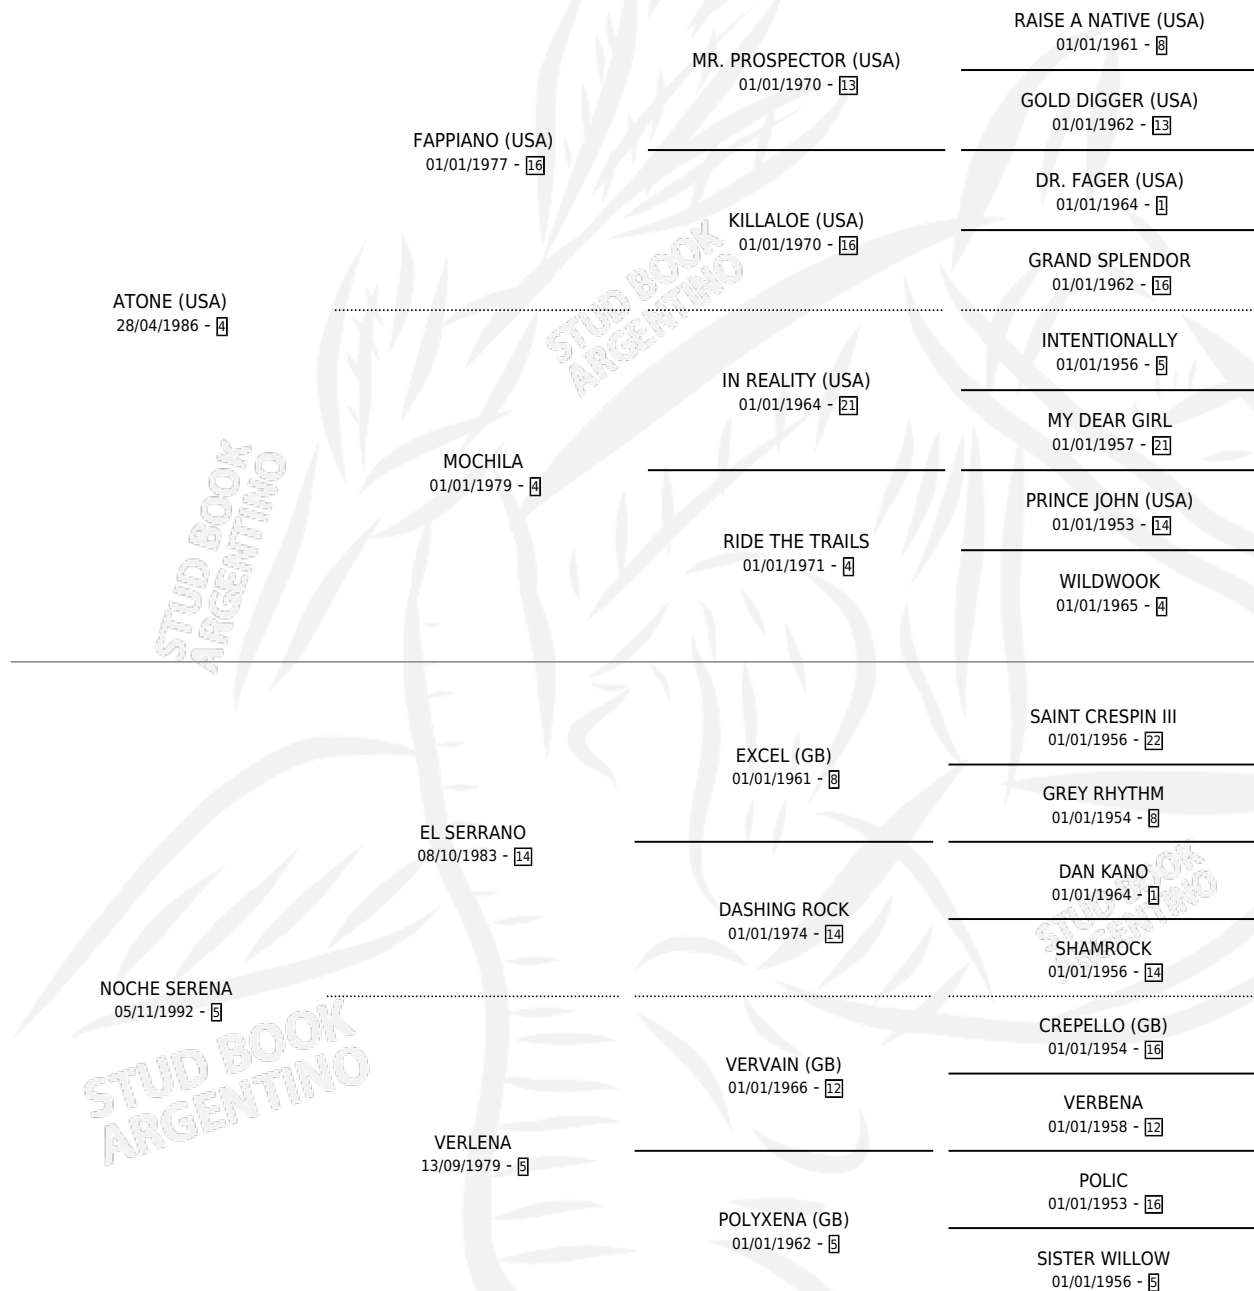 RAISE A NATIVE (USA)
01/01/1961 - 8
MR. PROSPECTOR (USA)
01/01/1970 - 13
GOLD DIGGER (USA)
01/01/1962 - 13
FAPPIANO (USA)
01/01/1977 - 16
DR. FAGER (USA)
01/01/1964 - 1
KILLALOE (USA)
01/01/1970 - 16
GRAND SPLENDOR
01/01/1962 - 16
ATONE (USA)
28/04/1986 - 4
INTENTIONALLY
01/01/1956 - 5
IN REALITY (USA)
01/01/1964 - 21
MY DEAR GIRL
01/01/1957 - 21
MOCHILA
01/01/1979 - 4
PRINCE JOHN (USA)
01/01/1953 - 14
RIDE THE TRAILS
01/01/1971 - 4
WILDWOOK
01/01/1965 - 4
SAINT CRESPIN III
01/01/1956 - 22
EXCEL (GB)
01/01/1961 - 8
GREY RHYTHM
01/01/1954 - 8
EL SERRANO
08/10/1983 - 14
DAN KANO
01/01/1964 - 1
DASHING ROCK
01/01/1974 - 14
SHAMROCK
01/01/1956 - 14
NOCHE SERENA
05/11/1992 - 5
CREPELLO (GB)
01/01/1954 - 16
VERVAIN (GB)
01/01/1966 - 12
VERBENA
01/01/1958 - 12
VERLENA
13/09/1979 - 5
POLIC
01/01/1953 - 16
POLYXENA (GB)
01/01/1962 - 5
SISTER WILLOW
01/01/1956 - 5
STUD BOOK
ARGENTINO
STUD BOOK
ARGENTINO
STUD BOOK
ARGENTINO
STUD BOOK
ARGENTINO